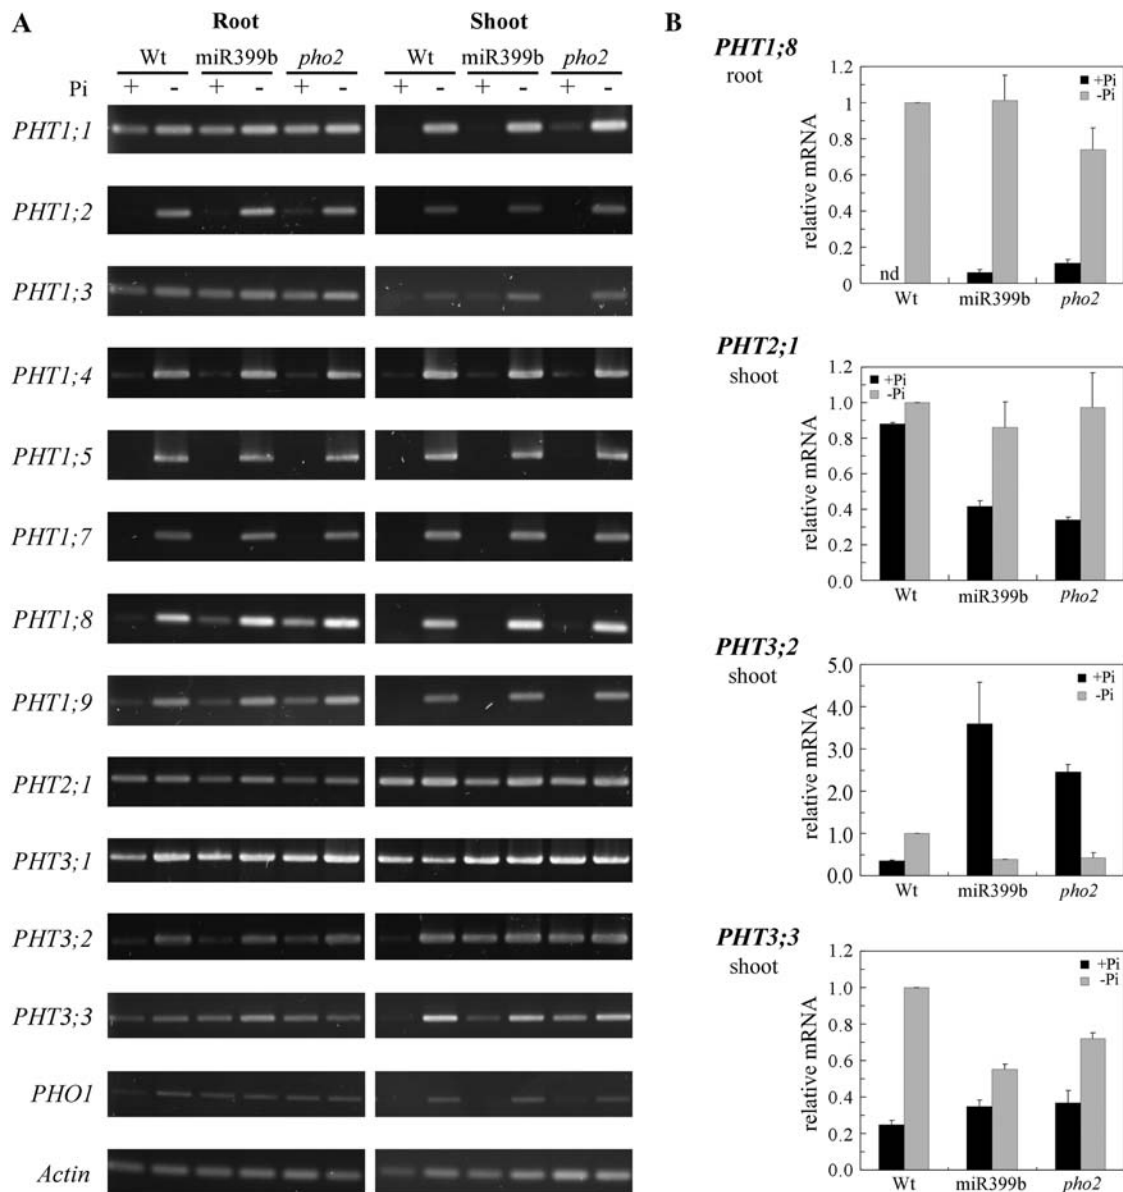 A
Root
Shoot
Wt miR399b pho2
Wt miR399b pho2
Pi + - + - + -
+ - + - + -
PHT1;1
PHT1;2
PHT1;3
PHT1;4
PHT1;5
PHT1;7
PHT1;8
PHT1;9
PHT2;1
PHT3;1
PHT3;2
PHT3;3
PHO1
Actin
B
PHT1;8
root
relative mRNA
1.2
1
0.8
0.6
0.4
0.2
0
+Pi
-Pi
nd
Wt miR399b pho2
PHT2;1
shoot
relative mRNA
1.2
1.0
0.8
0.6
0.4
0.2
0.0
+Pi
-Pi
Wt miR399b pho2
PHT3;2
shoot
relative mRNA
5.0
4.0
3.0
2.0
1.0
0.0
+Pi
-Pi
Wt miR399b pho2
PHT3;3
shoot
relative mRNA
1.2
1.0
0.8
0.6
0.4
0.2
0.0
+Pi
-Pi
Wt miR399b pho2